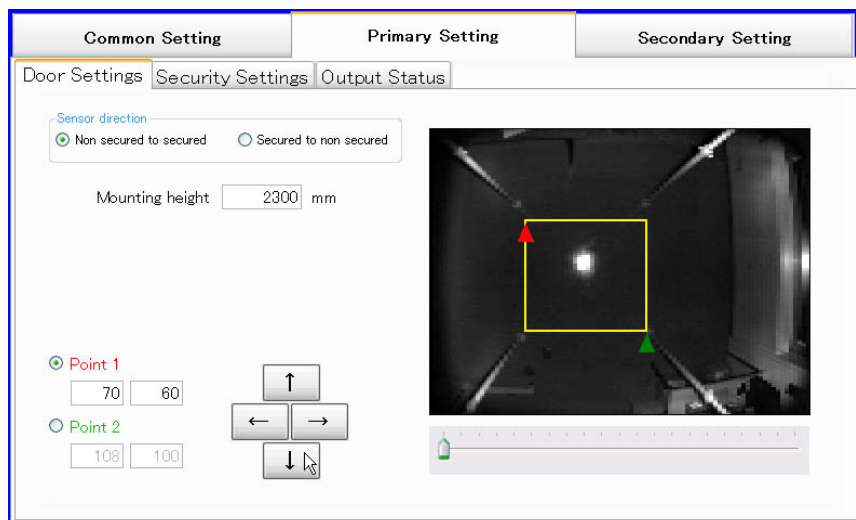 Common Setting Primary Setting Secondary Setting
Door Settings Security Settings Output Status
Sensor direction
Non secured to secured Secured to non secured
Mounting height 2300 mm
Point 1
70 60
Point 2
108 100
↑
← →
↓